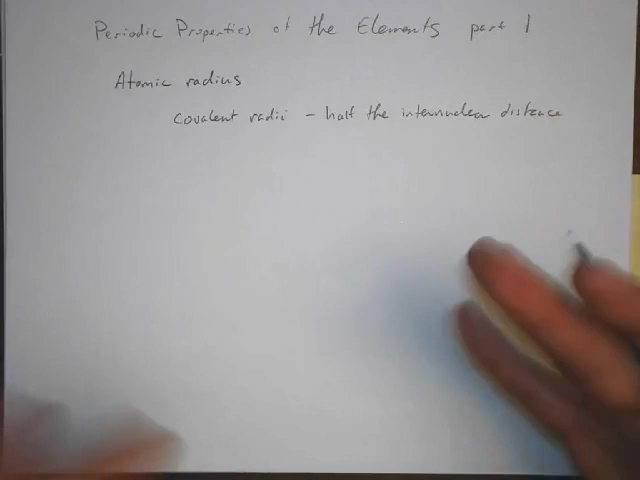 Periodic Properties of the Elements part 1
Atomic radius
covalent radii - half the internuclear distance